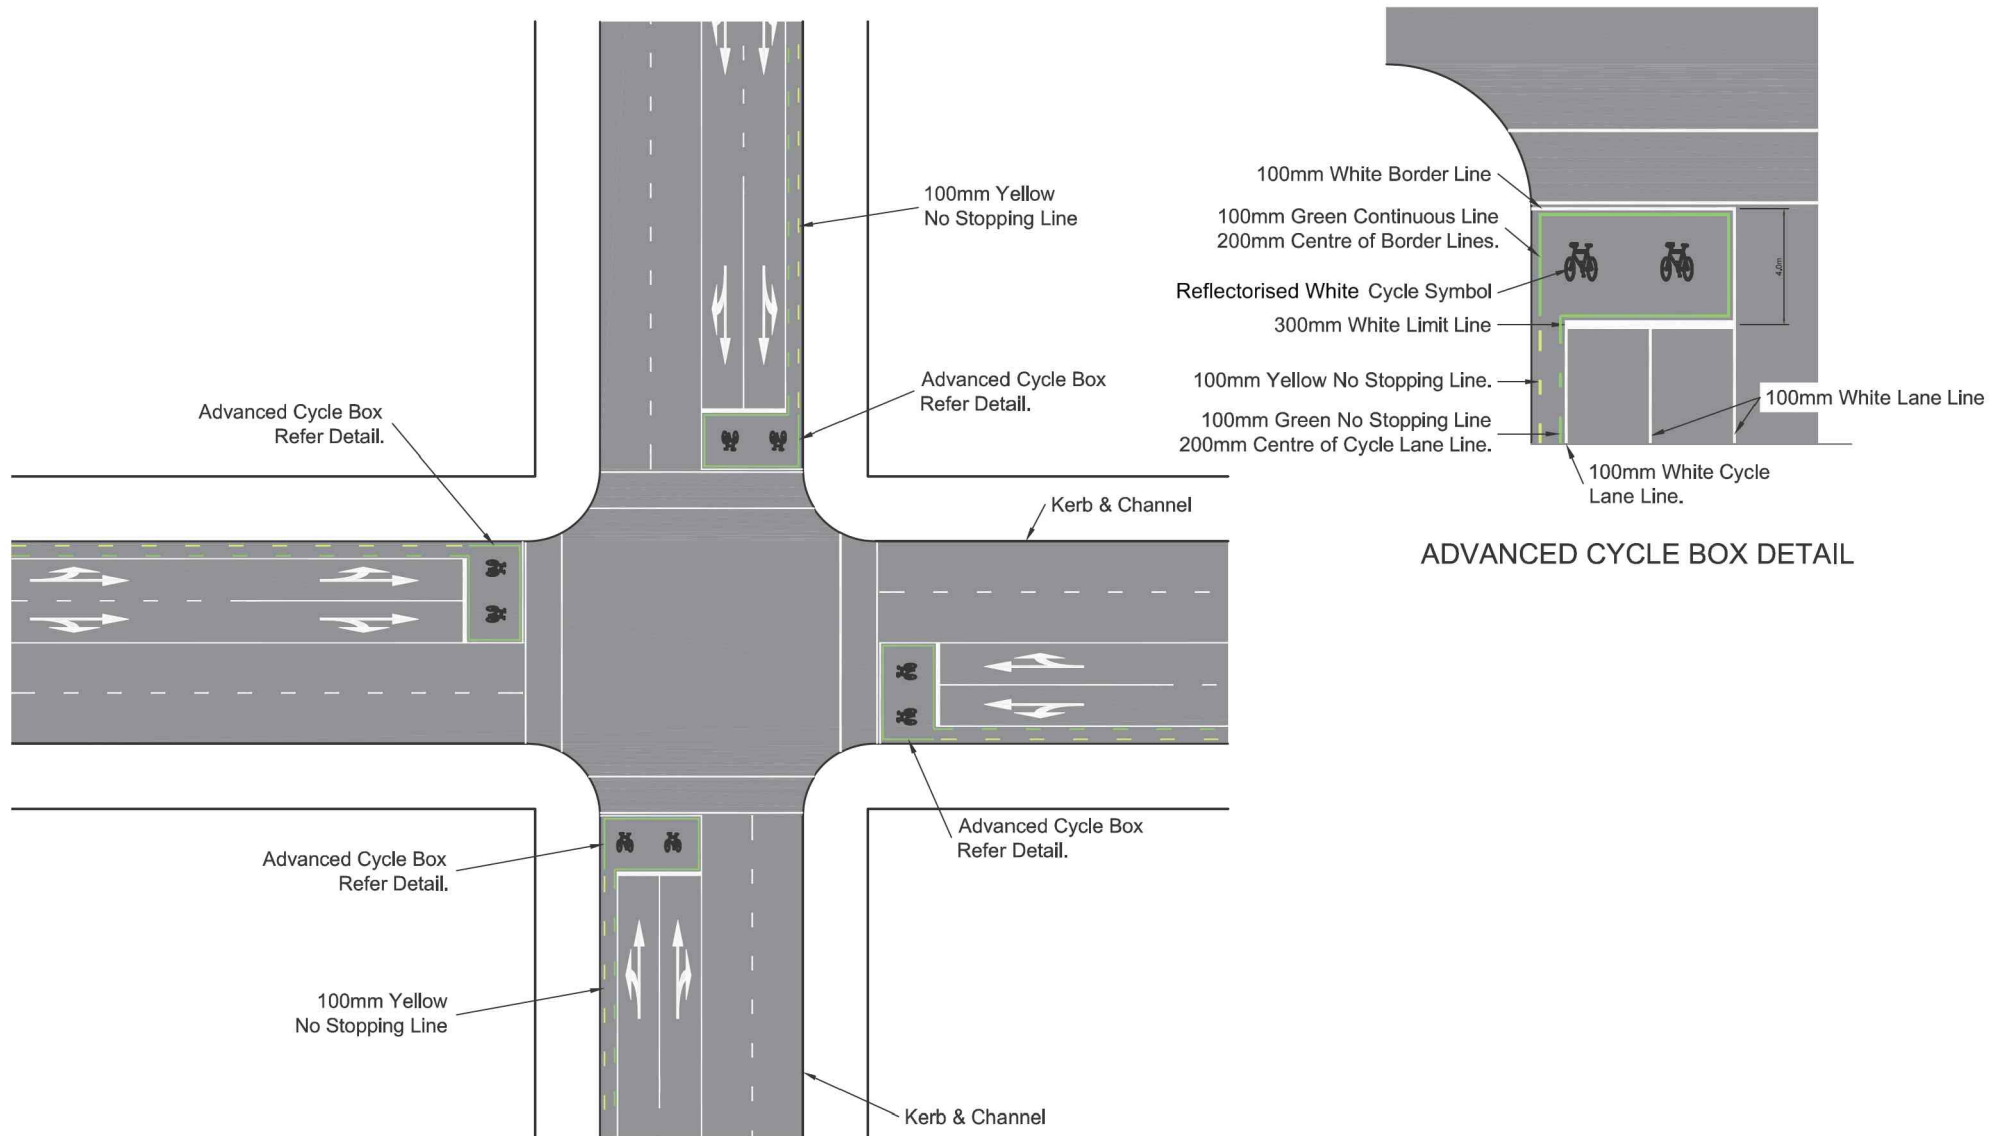 100mm Yellow
No Stopping Line
Advanced Cycle Box
Refer Detail.
Advanced Cycle Box
Refer Detail.
Kerb & Channel
Advanced Cycle Box
Refer Detail.
Advanced Cycle Box
Refer Detail.
100mm Yellow
No Stopping Line
Kerb & Channel
100mm White Border Line
100mm Green Continuous Line
200mm Centre of Border Lines.
Reflectorised White Cycle Symbol
300mm White Limit Line
100mm Yellow No Stopping Line.
100mm Green No Stopping Line
200mm Centre of Cycle Lane Line.
4.0m
100mm White Lane Line
100mm White Cycle
Lane Line.
ADVANCED CYCLE BOX DETAIL